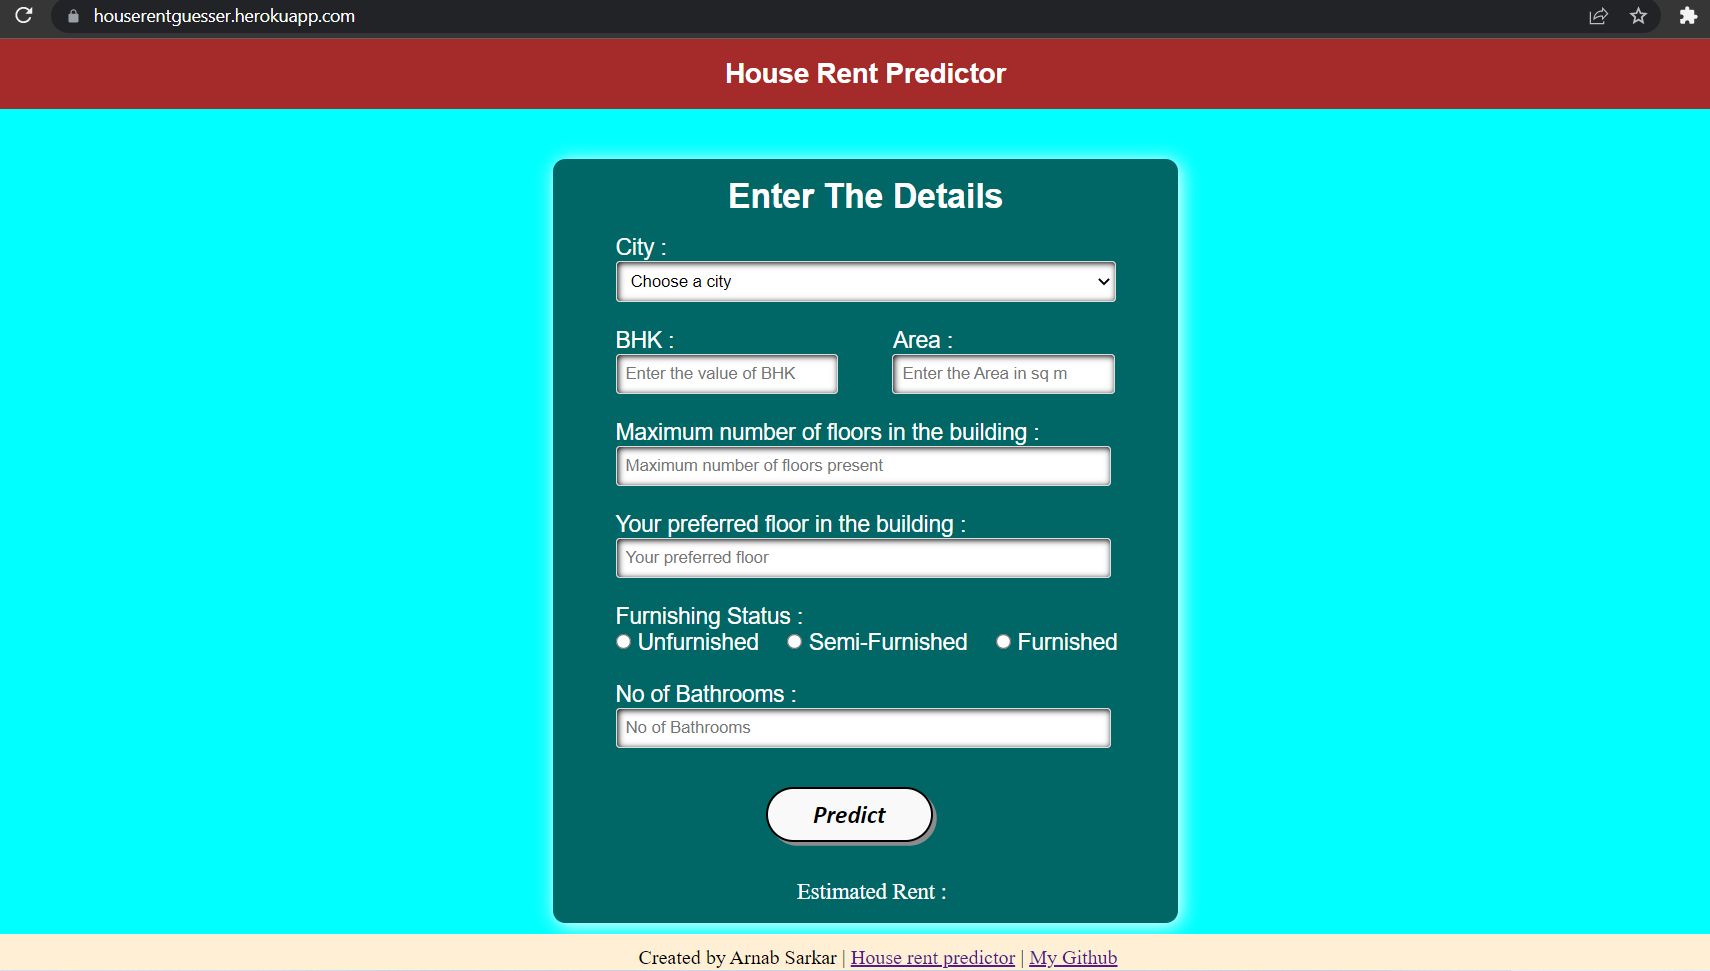 houserentguesser.herokuapp.com
House Rent Predictor
Enter The Details
City :
Choose a city
BHK : Area :
Enter the value of BHK Enter the Area in sq m
Maximum number of floors in the building :
Maximum number of floors present
Your preferred floor in the building :
Your preferred floor
Furnishing Status :
Unfurnished Semi-Furnished Furnished
No of Bathrooms :
No of Bathrooms
Predict
Estimated Rent :
Created by Arnab Sarkar | House rent predictor | My Github